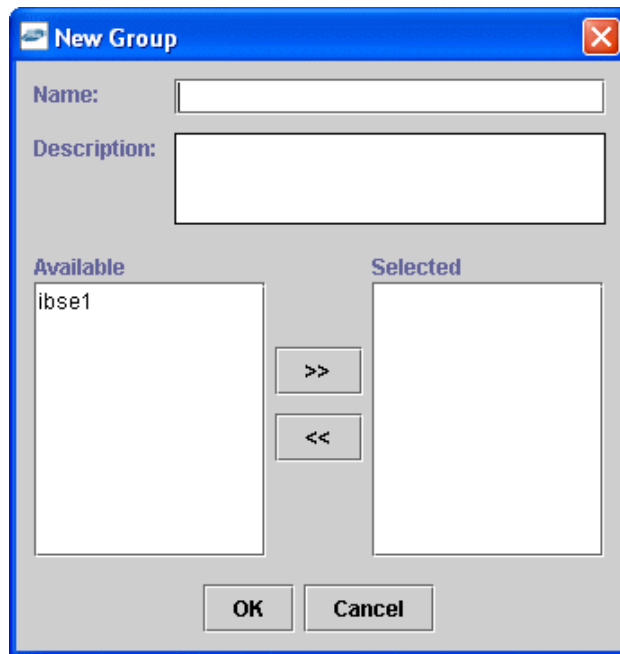 New Group
Name:
Description:
Available Selected
ibse1
>>
<<
OK Cancel